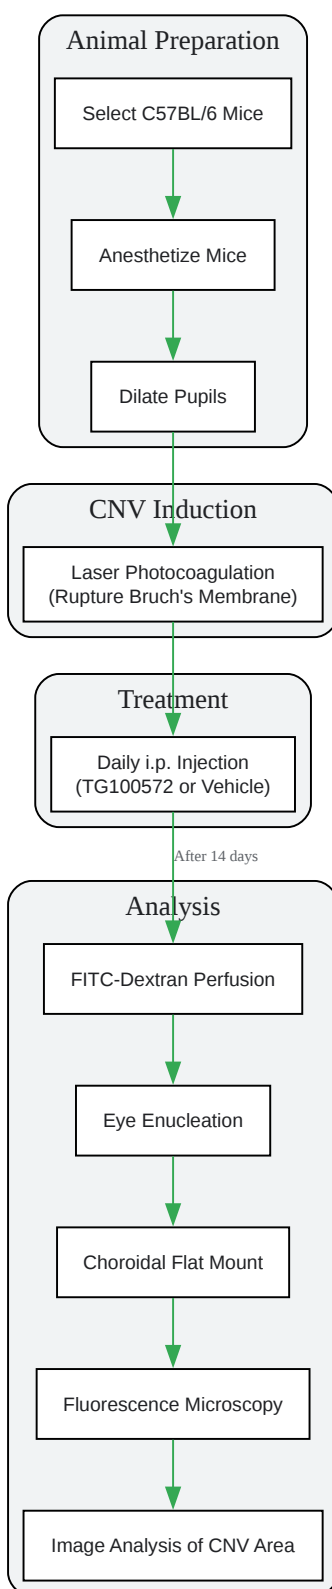 Animal Preparation
Select C57BL/6 Mice
Anesthetize Mice
Dilate Pupils
CNV Induction
Laser Photocoagulation
(Rupture Bruch's Membrane)
Treatment
Daily i.p. Injection
(TG100572 or Vehicle)
After 14 days
Analysis
FITC-Dextran Perfusion
Eye Enucleation
Choroidal Flat Mount
Fluorescence Microscopy
Image Analysis of CNV Area